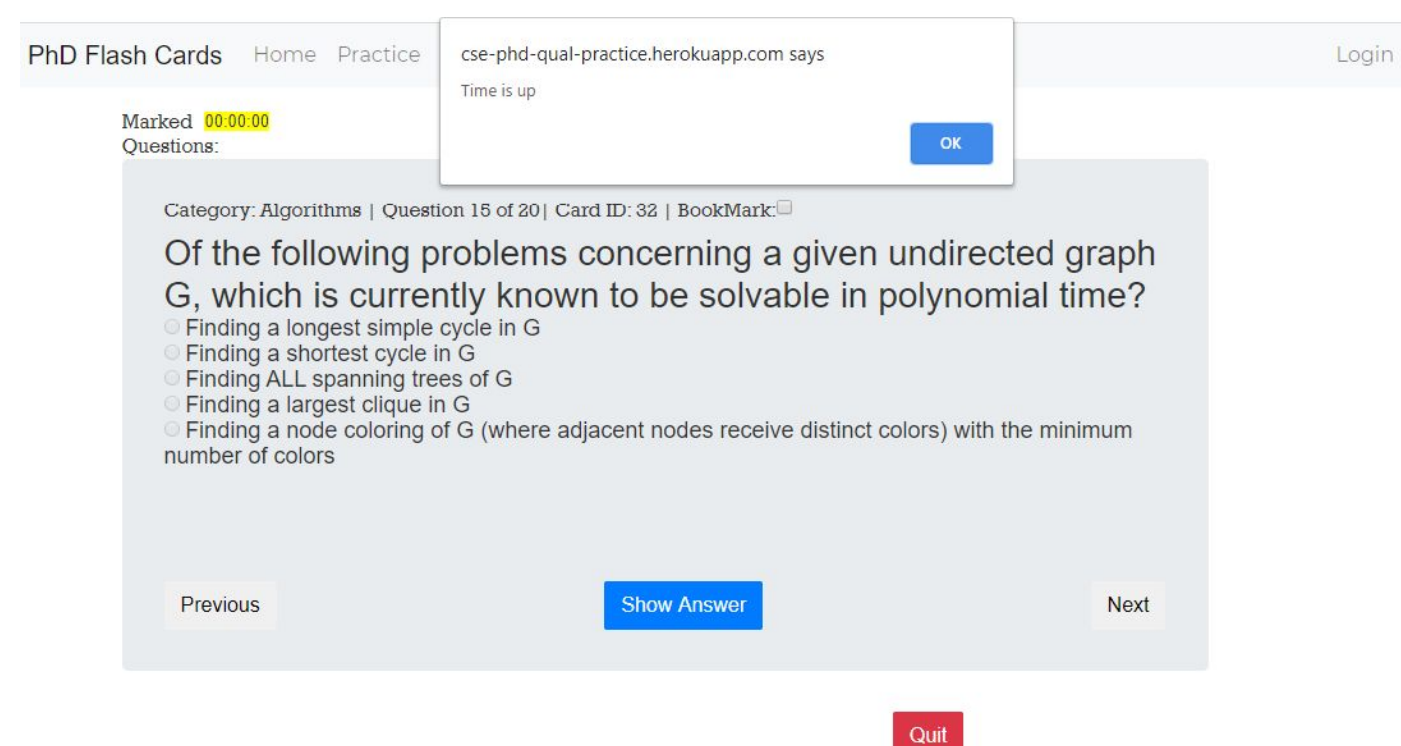 PhD Flash Cards Home Practice Login
cse-phd-qual-practice.herokuapp.com says
Time is up
OK
Marked 00:00:00
Questions:
Category: Algorithms | Question 15 of 20| Card ID: 32 | BookMark:
Of the following problems concerning a given undirected graph
G, which is currently known to be solvable in polynomial time?
Finding a longest simple cycle in G
Finding a shortest cycle in G
Finding ALL spanning trees of G
Finding a largest clique in G
Finding a node coloring of G (where adjacent nodes receive distinct colors) with the minimum
number of colors
Previous Show Answer Next
Quit